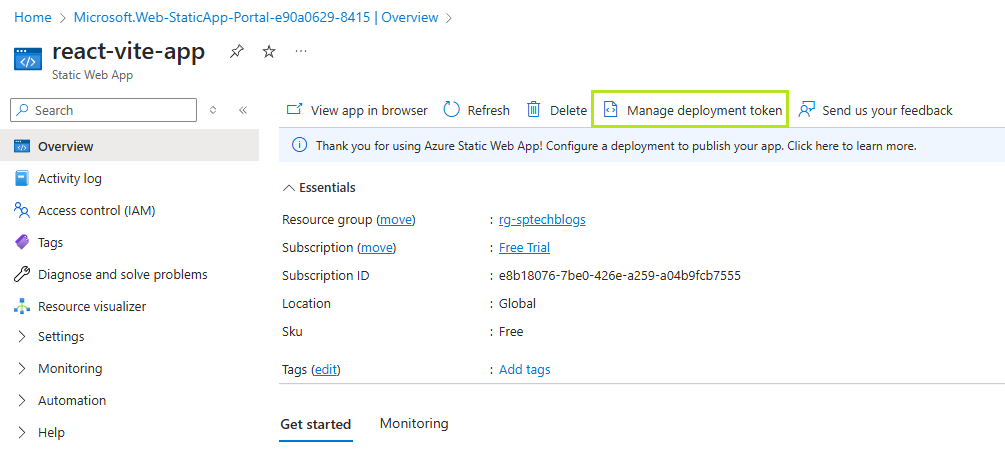 Home > Microsoft.Web-StaticApp-Portal-e90a0629-8415 | Overview >
react-vite-app
Static Web App
Search
View app in browser Refresh Delete Manage deployment token Send us your feedback
Thank you for using Azure Static Web App! Configure a deployment to publish your app. Click here to learn more.
Overview
Activity log
Access control (IAM)
Tags
Diagnose and solve problems
Resource visualizer
Settings
Monitoring
Automation
Help
Essentials
Resource group (move) : rg-sptechblogs
Subscription (move) : Free Trial
Subscription ID : e8b18076-7be0-426e-a259-a04b9fcb7555
Location : Global
Sku : Free
Tags (edit) : Add tags
Get started Monitoring